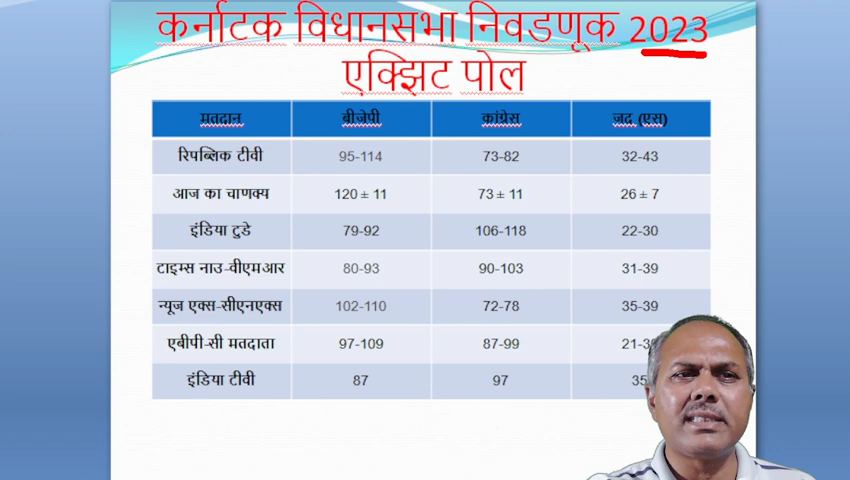 कर्नाटक विधानसभा निवडणूक 2023
एक्झिट पोल
मतदान बीजेपी कांग्रेस जद (एस)
रिपब्लिक टीवी 95-114 73-82 32-43
आज का चाणक्य 120 ± 11 73 ± 11 26 ± 7
इंडिया टुडे 79-92 106-118 22-30
टाइम्स नाउ-वीएमआर 80-93 90-103 31-39
न्यूज एक्स-सीएनएक्स 102-110 72-78 35-39
एबीपी-सी मतदाता 97-109 87-99
इंडिया टीवी 87 97 35